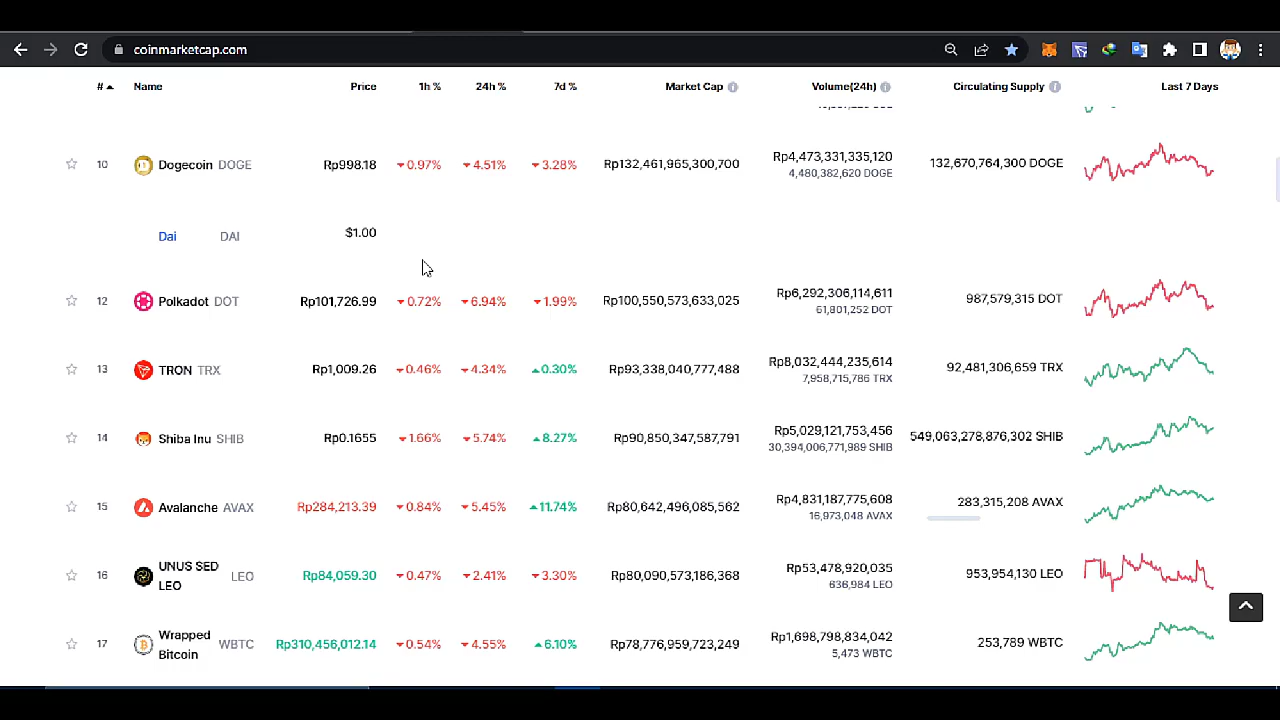 coinmarketcap.com
# Name Price 1h % 24h % 7d % Market Cap Volume(24h) Circulating Supply Last 7 Days
10 Dogecoin DOGE Rp998.18 0.97% 4.51% 3.28% Rp132,461,965,300,700 Rp4,473,331,335,120 132,670,764,300 DOGE
4,480,382,620 DOGE
Dai DAI $1.00
12 Polkadot DOT Rp101,726.99 0.72% 6.94% 1.99% Rp100,550,573,633,025 Rp6,292,306,114,611 987,579,315 DOT
61,801,252 DOT
13 TRON TRX Rp1,009.26 0.46% 4.34% 0.30% Rp93,338,040,777,488 Rp8,032,444,235,614 92,481,306,659 TRX
7,958,715,786 TRX
14 Shiba Inu SHIB Rp0.1655 1.66% 5.74% 8.27% Rp90,850,347,587,791 Rp5,029,121,753,456 549,063,278,876,302 SHIB
30,394,006,771,989 SHIB
15 Avalanche AVAX Rp284,213.39 0.84% 5.45% 11.74% Rp80,642,496,085,562 Rp4,831,187,775,608 283,315,208 AVAX
16,973,048 AVAX
16 UNUS SED LEO LEO Rp84,059.30 0.47% 2.41% 3.30% Rp80,090,573,186,368 Rp53,478,920,035 953,954,130 LEO
636,984 LEO
17 Wrapped Bitcoin WBTC Rp310,456,012.14 0.54% 4.55% 6.10% Rp78,776,959,723,249 Rp1,698,798,834,042 253,789 WBTC
5,473 WBTC